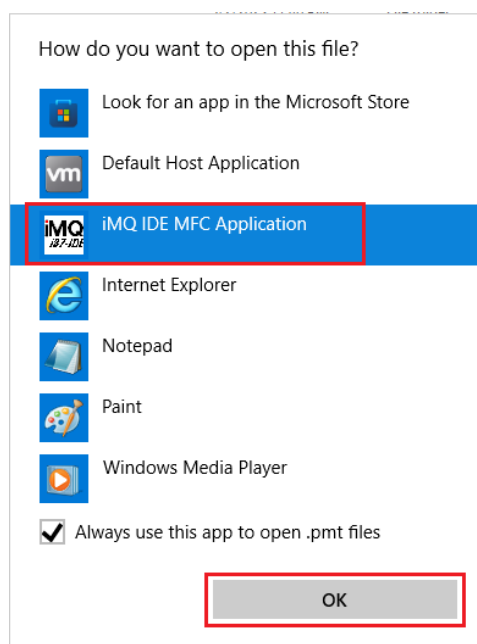 How do you want to open this file?
Look for an app in the Microsoft Store
vm
Default Host Application
iMQ
i87-IDE
iMQ IDE MFC Application
Internet Explorer
Notepad
Paint
Windows Media Player
Always use this app to open .pmt files
OK